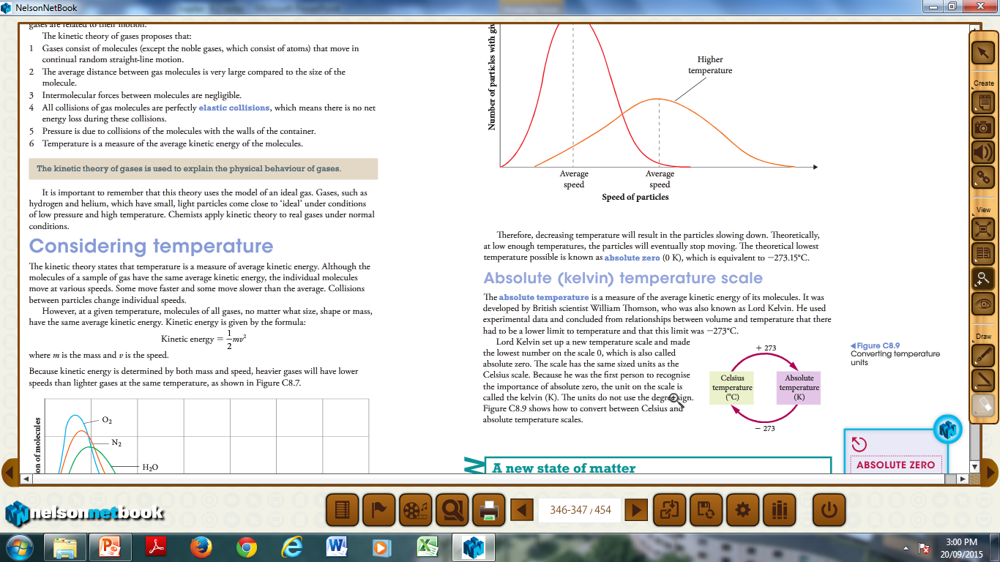 NelsonNetBook
gases are related to their motion.
The kinetic theory of gases proposes that:
1 Gases consist of molecules (except the noble gases, which consist of atoms) that move in
continual random straight-line motion.
2 The average distance between gas molecules is very large compared to the size of the
molecule.
3 Intermolecular forces between molecules are negligible.
4 All collisions of gas molecules are perfectly elastic collisions, which means there is no net
energy loss during these collisions.
5 Pressure is due to collisions of the molecules with the walls of the container.
6 Temperature is a measure of the average kinetic energy of the molecules.
The kinetic theory of gases is used to explain the physical behaviour of gases.
It is important to remember that this theory uses the model of an ideal gas. Gases, such as
hydrogen and helium, which have small, light particles come close to ‘ideal’ under conditions
of low pressure and high temperature. Chemists apply kinetic theory to real gases under normal
conditions.
Considering temperature
The kinetic theory states that temperature is a measure of average kinetic energy. Although the
molecules of a sample of gas have the same average kinetic energy, the individual molecules
move at various speeds. Some move faster and some move slower than the average. Collisions
between particles change individual speeds.
However, at a given temperature, molecules of all gases, no matter what size, shape or mass,
have the same average kinetic energy. Kinetic energy is given by the formula:
Kinetic energy = 1/2 mv²
where m is the mass and v is the speed.
Because kinetic energy is determined by both mass and speed, heavier gases will have lower
speeds than lighter gases at the same temperature, as shown in Figure C8.7.
on of molecules
O₂
N₂
H₂O
Number of particles with giv
Higher
temperature
Average
speed
Average
speed
Speed of particles
Therefore, decreasing temperature will result in the particles slowing down. Theoretically,
at low enough temperatures, the particles will eventually stop moving. The theoretical lowest
temperature possible is known as absolute zero (0 K), which is equivalent to −273.15°C.
Absolute (kelvin) temperature scale
The absolute temperature is a measure of the average kinetic energy of its molecules. It was
developed by British scientist William Thomson, who was also known as Lord Kelvin. He used
experimental data and concluded from relationships between volume and temperature that there
had to be a lower limit to temperature and that this limit was −273°C.
Lord Kelvin set up a new temperature scale and made
the lowest number on the scale 0, which is also called
absolute zero. The scale has the same sized units as the
Celsius scale. Because he was the first person to recognise
the importance of absolute zero, the unit on the scale is
called the kelvin (K). The units do not use the degree sign.
Figure C8.9 shows how to convert between Celsius and
absolute temperature scales.
+ 273
Celsius
temperature
(°C)
Absolute
temperature
(K)
− 273
◀Figure C8.9
Converting temperature
units
A new state of matter
ABSOLUTE ZERO
Create
View
Draw
nelsonnetbook
346-347 / 454
3:00 PM
20/09/2015